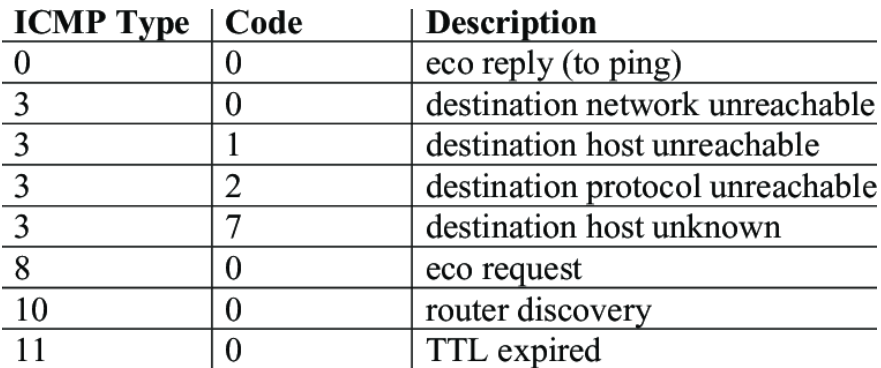 ICMP Type Code Description
0 0 eco reply (to ping)
3 0 destination network unreachable
3 1 destination host unreachable
3 2 destination protocol unreachable
3 7 destination host unknown
8 0 eco request
10 0 router discovery
11 0 TTL expired